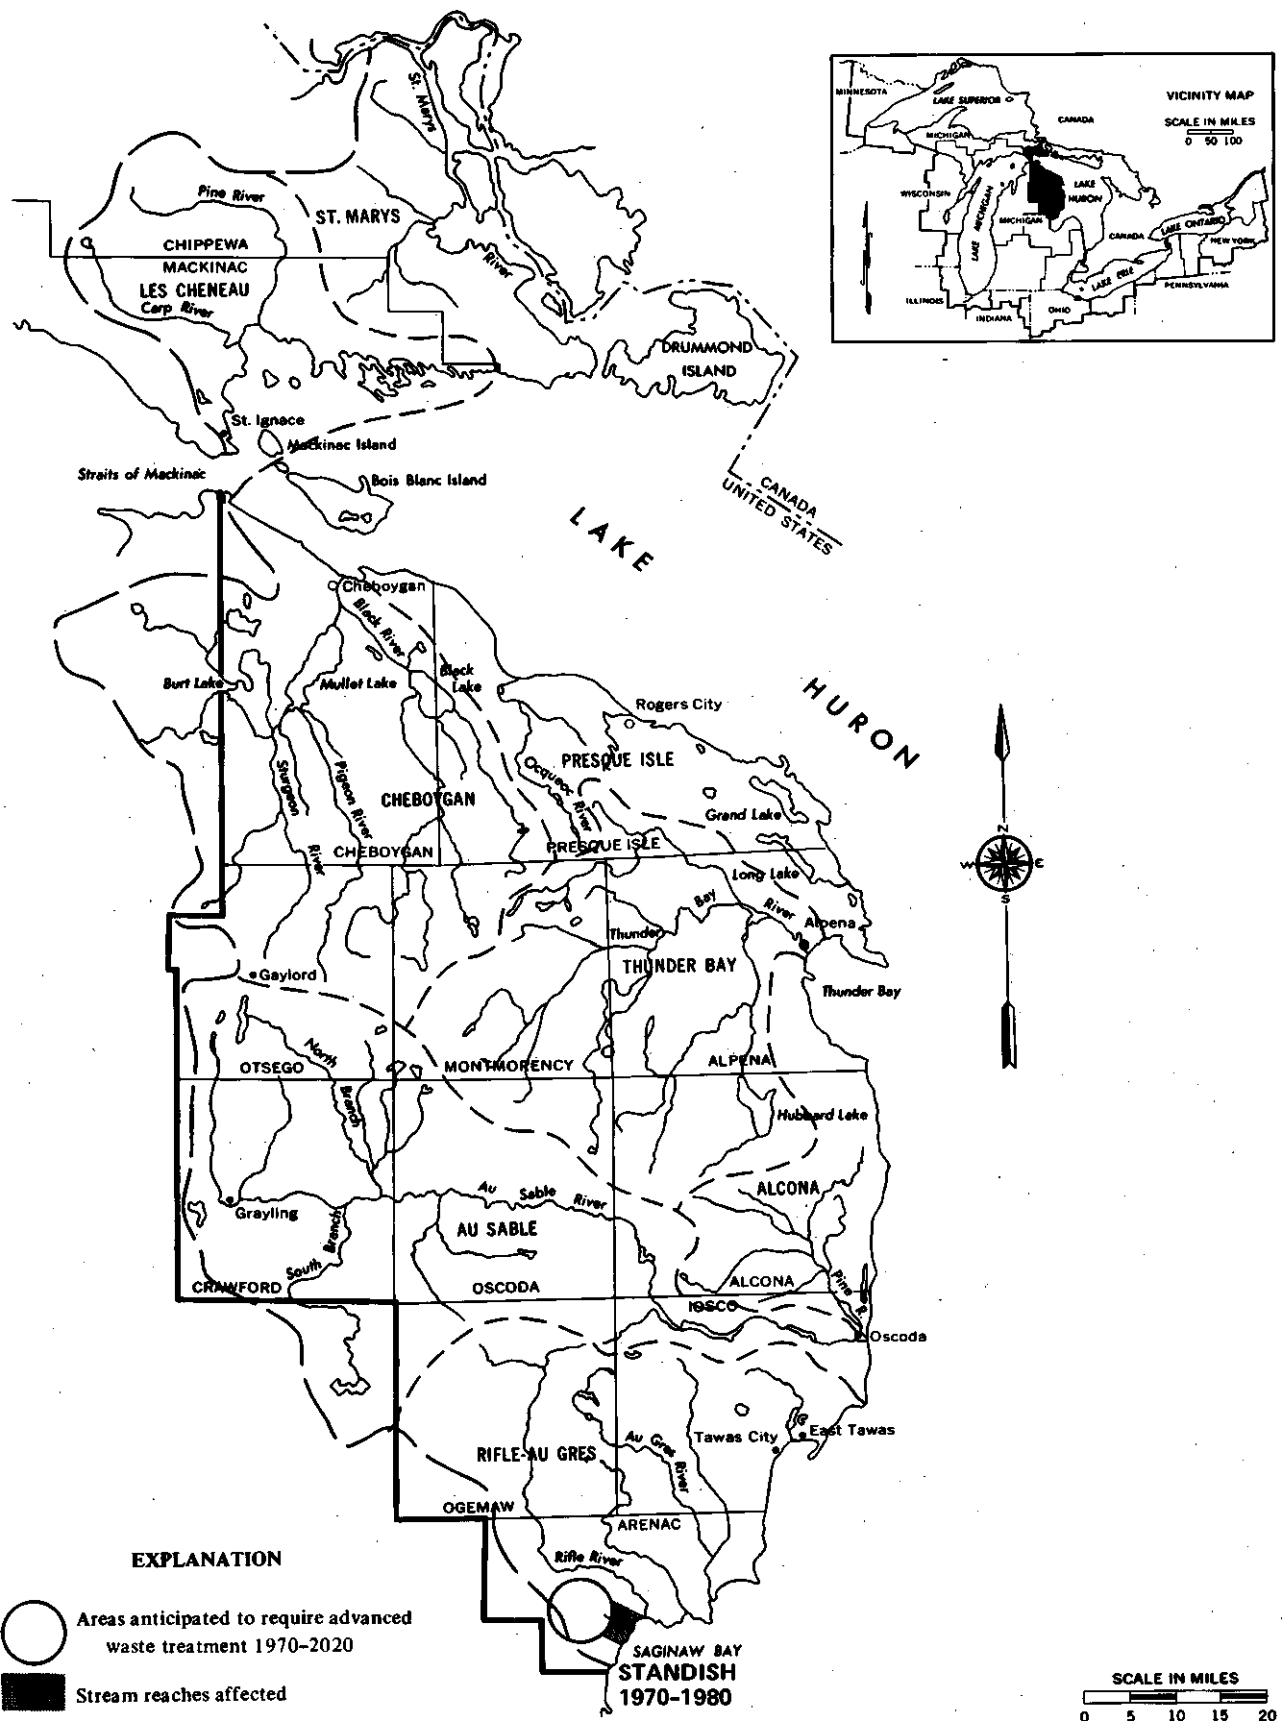 VICINITY MAP
SCALE IN MILES
0 50 100
MINNESOTA
LAKE SUPERIOR
CANADA
MICHIGAN
WISCONSIN
LAKE MICHIGAN
MICHIGAN
LAKE
HURON
CANADA
LAKE ONTARIO
NEW YORK
LAKE ERIE
PENNSYLVANIA
ILLINOIS
INDIANA
OHIO
St. Marys
River
Pine River
ST. MARYS
CHIPPEWA
MACKINAC
LES CHENEAU
Carp River
DRUMMOND
ISLAND
St. Ignace
Mackinac Island
Straits of Mackinac
Bois Blanc Island
CANADA
UNITED STATES
LAKE
HURON
Cheboygan
Black River
Burt Lake
Mullet Lake
Black
Lake
Rogers City
PRESQUE ISLE
Ocqueoc River
Sturgeon
River
Pigeon River
CHEBOYGAN
Grand Lake
CHEBOYGAN
PRESQUE ISLE
Long Lake
N
W
E
S
Thunder
Bay
River
Alpena
Gaylord
THUNDER BAY
Thunder Bay
North
Branch
OTSEGO
MONTMORENCY
ALPENA
Hubbard Lake
Au Sable River
ALCONA
Grayling
AU SABLE
South Branch
CRAWFORD
OSCODA
ALCONA
Pine R.
IOSCO
Oscoda
RIFLE-AU GRES
Au Gres
River
Tawas City
East Tawas
OGEMAW
ARENAC
Rifle River
EXPLANATION
Areas anticipated to require advanced
waste treatment 1970-2020
Stream reaches affected
SAGINAW BAY
STANDISH
1970-1980
SCALE IN MILES
0 5 10 15 20